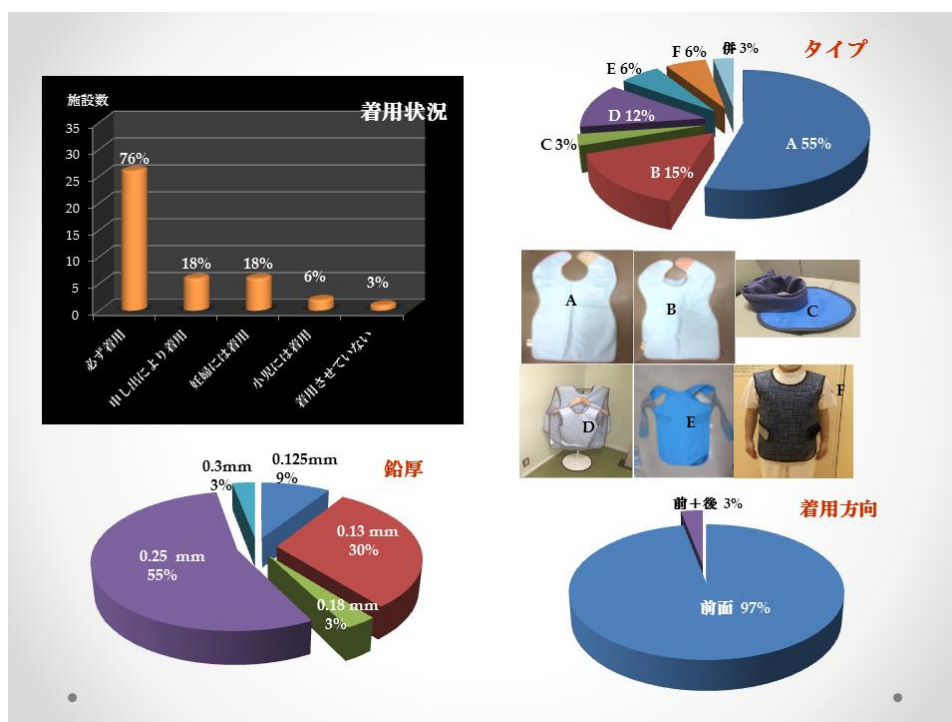 着用状況
施設数
35
30
25
20
15
10
5
0
76%
18%
18%
6%
3%
必ず着用
申し出により着用
妊婦には着用
小児には着用
着用させていない
タイプ
A 55%
B 15%
C 3%
D 12%
E 6%
F 6%
併 3%
A
B
C
D
E
F
鉛厚
0.125mm
9%
0.13 mm
30%
0.18 mm
3%
0.25 mm
55%
0.3mm
3%
着用方向
前+後 3%
前面 97%